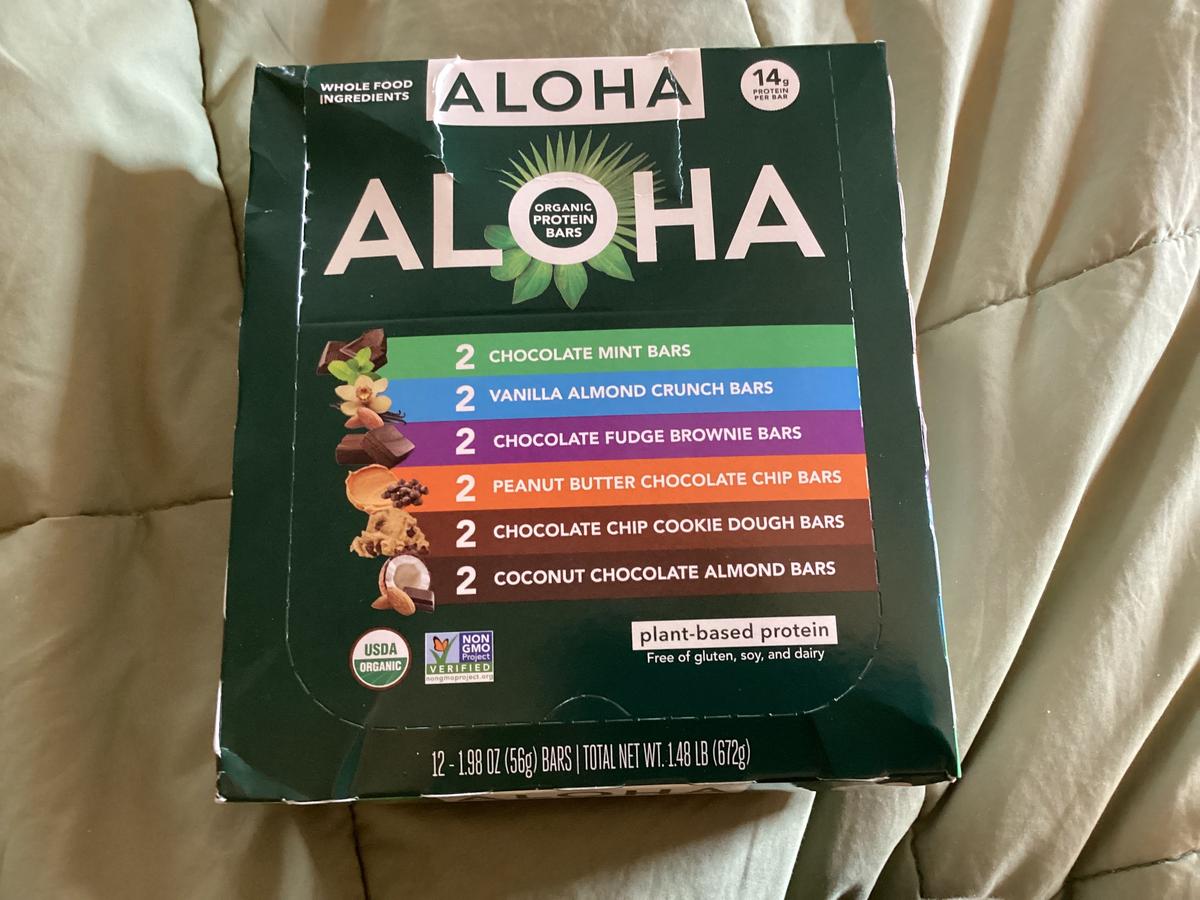 WHOLE FOOD
INGREDIENTS
ALOHA
14g
PROTEIN
PER BAR
ALOHA
ORGANIC
PROTEIN
BARS
2 CHOCOLATE MINT BARS
2 VANILLA ALMOND CRUNCH BARS
2 CHOCOLATE FUDGE BROWNIE BARS
2 PEANUT BUTTER CHOCOLATE CHIP BARS
2 CHOCOLATE CHIP COOKIE DOUGH BARS
2 COCONUT CHOCOLATE ALMOND BARS
USDA
ORGANIC
NON
GMO
Project
VERIFIED
nongmoproject.org
plant-based protein
Free of gluten, soy, and dairy
12 - 1.98 OZ (56g) BARS | TOTAL NET WT. 1.48 LB (672g)
ALOHA